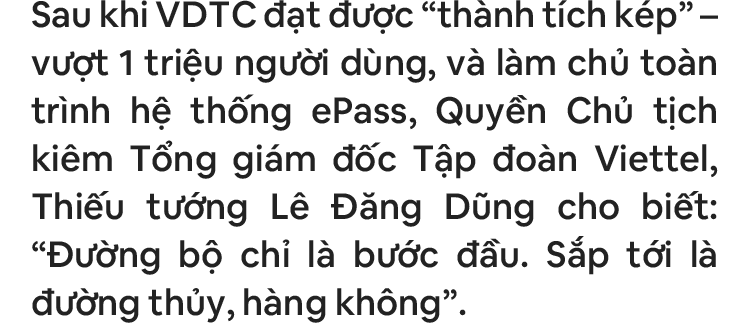 Sau khi VDTC đạt được “thành tích kép” –
vượt 1 triệu người dùng, và làm chủ toàn
trình hệ thống ePass, Quyền Chủ tịch
kiêm Tổng giám đốc Tập đoàn Viettel,
Thiếu tướng Lê Đăng Dũng cho biết:
“Đường bộ chỉ là bước đầu. Sắp tới là
đường thủy, hàng không”.